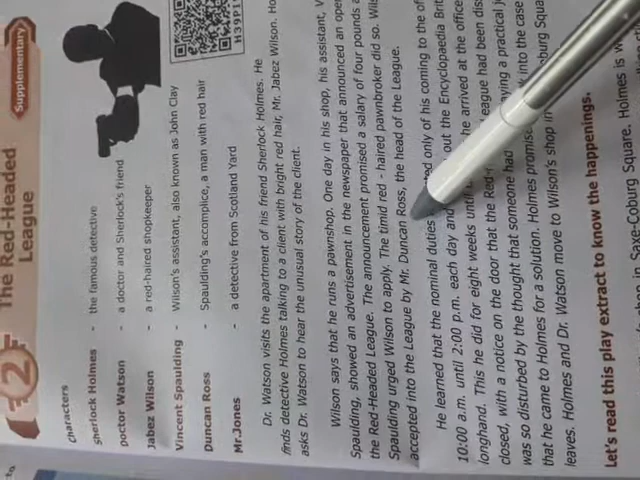 2
The Red-Headed
League
Supplementary
H39P1
Characters
Sherlock Holmes - the famous detective
Doctor Watson - a doctor and Sherlock's friend
Jabez Wilson - a red-haired shopkeeper
Vincent Spaulding - Wilson's assistant, also known as John Clay
Duncan Ross - Spaulding's accomplice, a man with red hair
Mr.Jones - a detective from Scotland Yard
Dr. Watson visits the apartment of his friend Sherlock Holmes. He
finds detective Holmes talking to a client with bright red hair, Mr. Jabez Wilson.
asks Dr. Watson to hear the unusual story of the client.
Wilson says that he runs a pawnshop. One day in his shop, his assistant,
Spaulding, showed an advertisement in the newspaper that announced an
the Red-Headed League. The announcement promised a salary of four pounds
Spaulding urged Wilson to apply. The timid red - haired pawnbroker did so.
accepted into the League by Mr. Duncan Ross, the head of the League.
He learned that the nominal duties only of his coming to the
10:00 a.m. until 2:00 p.m. each day and out the Encyclopaedia
longhand. This he did for eight weeks until he arrived at the office
closed, with a notice on the door that the League had been
was so disturbed by the thought that someone had playing a practical
that he came to Holmes for a solution. Holmes into the case
leaves. Holmes and Dr. Watson move to Wilson's shop in
Let's read this play extract to know the happenings.
shop in Saxe-Coburg Square. Holmes is